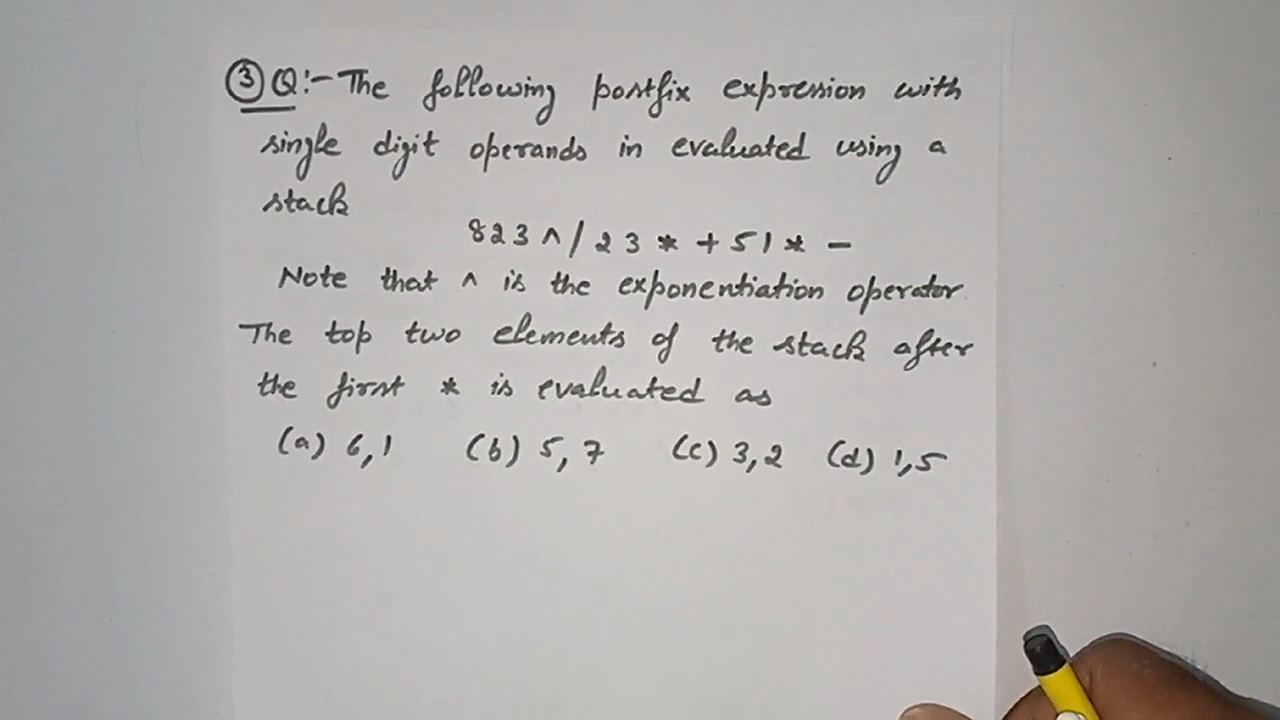 ③ Q:- The following postfix expression with
single digit operands in evaluated using a
stack
8 2 3 ^ / 2 3 * + 5 1 * -
Note that ^ is the exponentiation operator.
The top two elements of the stack after
the first * is evaluated as
(a) 6,1 (b) 5,7 (c) 3,2 (d) 1,5